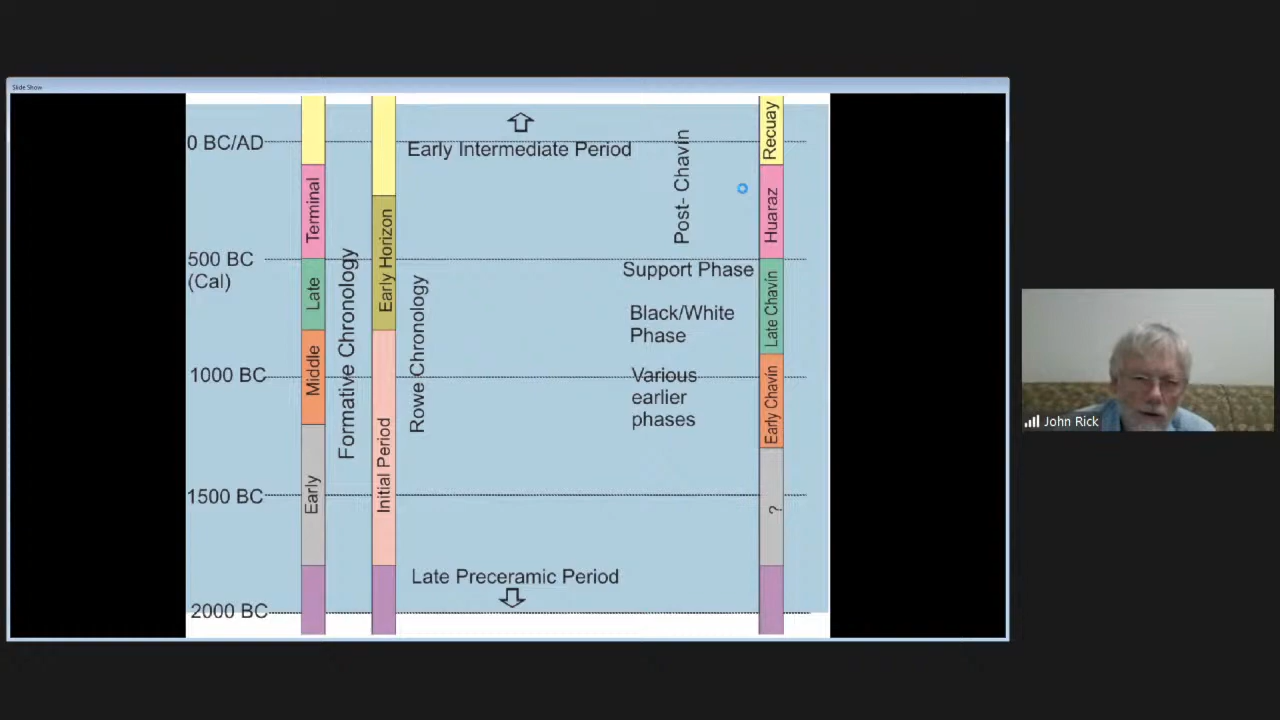 Slide Show
0 BC/AD
500 BC
(Cal)
1000 BC
1500 BC
2000 BC
Terminal
Late
Middle
Early
Formative Chronology
Early Horizon
Initial Period
Rowe Chronology
Early Intermediate Period
Late Preceramic Period
Post- Chavín
Support Phase
Black/White
Phase
Various
earlier
phases
Recuay
Huaraz
Late Chavín
Early Chavín
?
John Rick